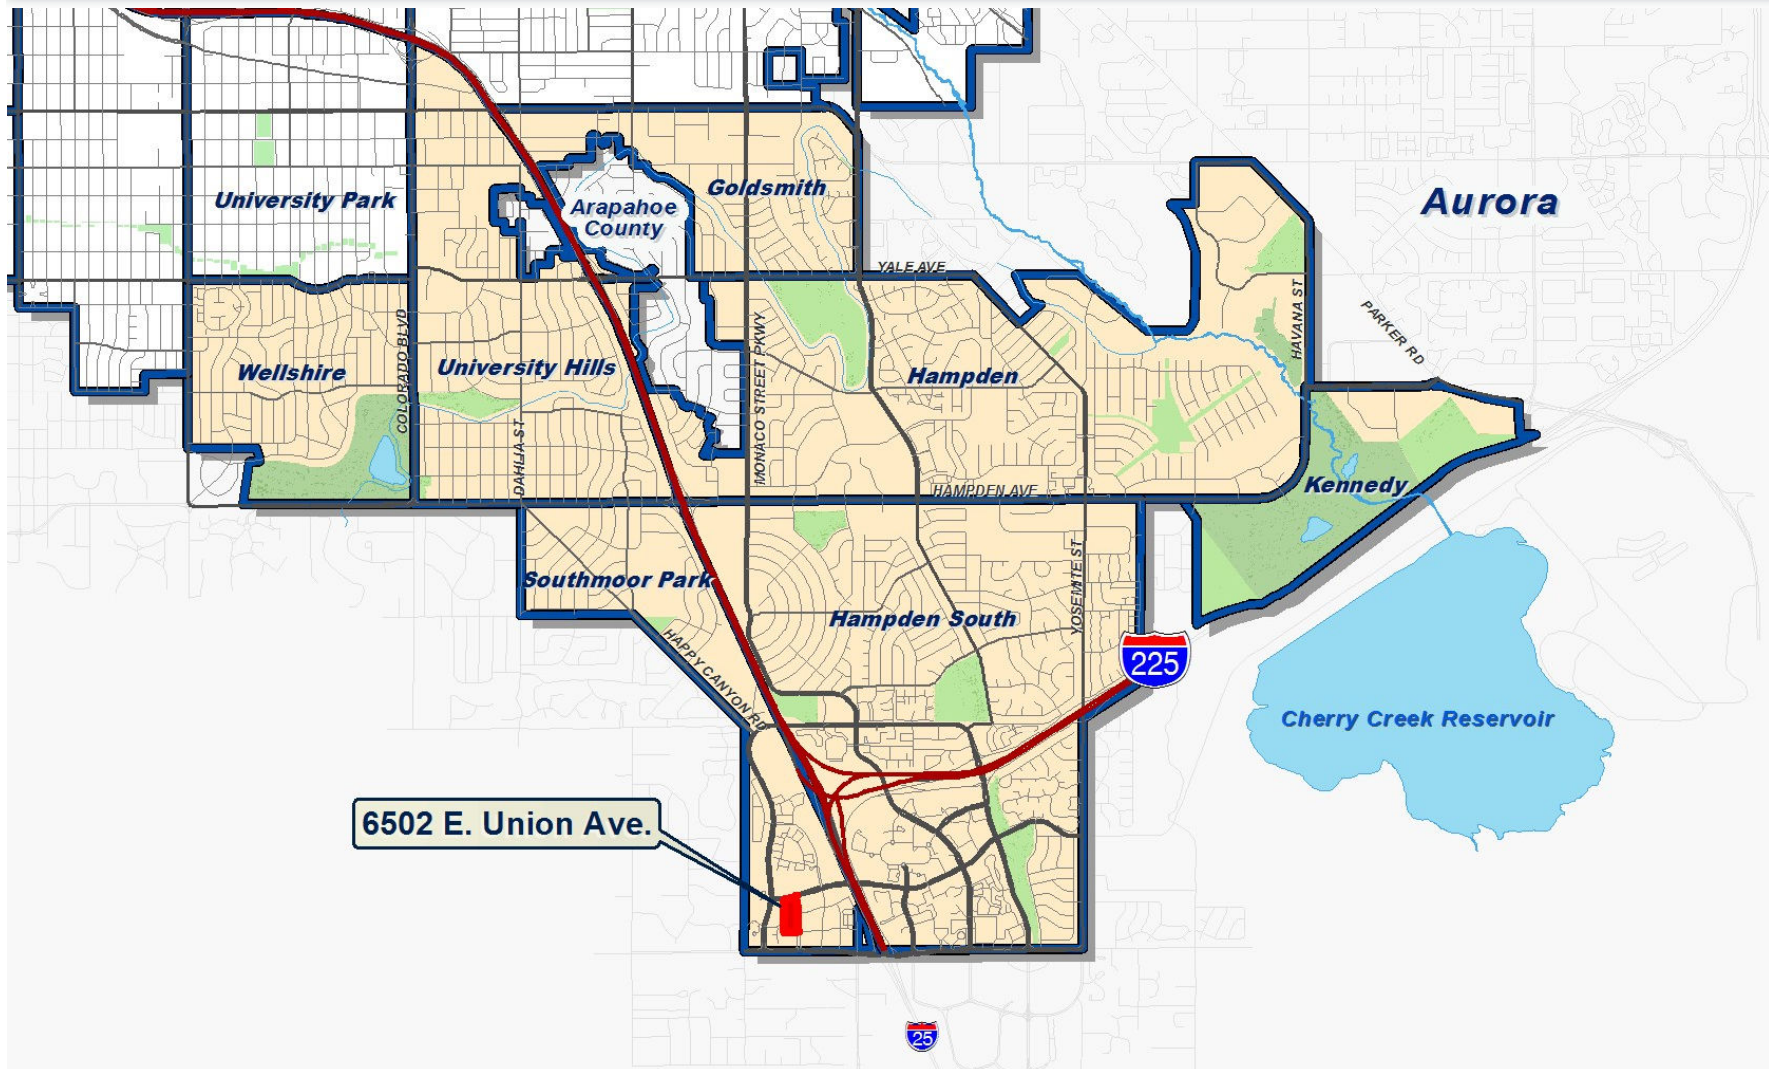 University Park
Arapahoe
County
Goldsmith
Aurora
YALE AVE
HAVANA ST
PARKER RD
COLORADO BLVD
Wellshire
University Hills
MONACO STREET PKWY
Hampden
DAHLIA ST
HAMPDEN AVE
Kennedy
Southmoor Park
Hampden South
YOSEMITE ST
HAPPY CANYON RD
225
Cherry Creek Reservoir
6502 E. Union Ave.
25